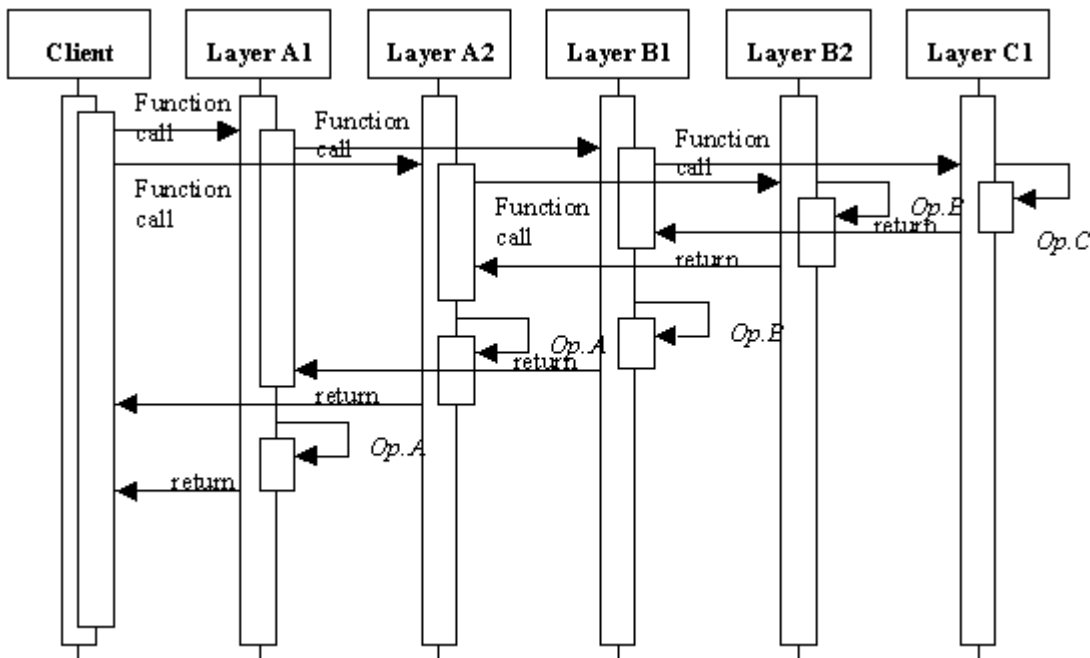 Client
Layer A1
Layer A2
Layer B1
Layer B2
Layer C1
Function
call
Function
call
Function
call
Function
call
Function
call
Op.B
return
Op.C
return
Op.B
Op.A
return
return
Op.A
return